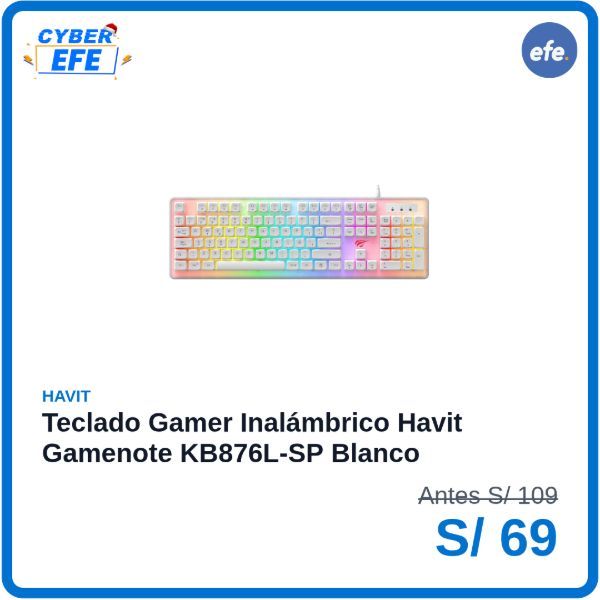 CYBER
EFE
efe.
HAVIT
Teclado Gamer Inalámbrico Havit
Gamenote KB876L-SP Blanco
Antes S/ 109
S/ 69